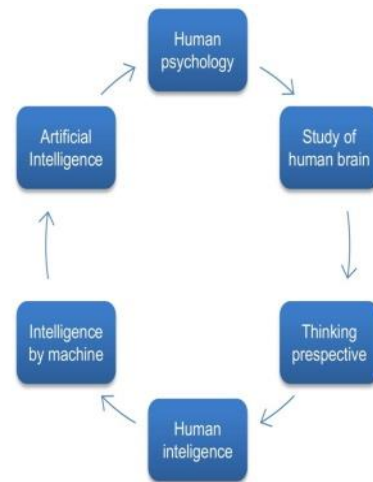 Human
psychology
Study of
human brain
Thinking
prespective
Human
inteligence
Intelligence
by machine
Artificial
Intelligence